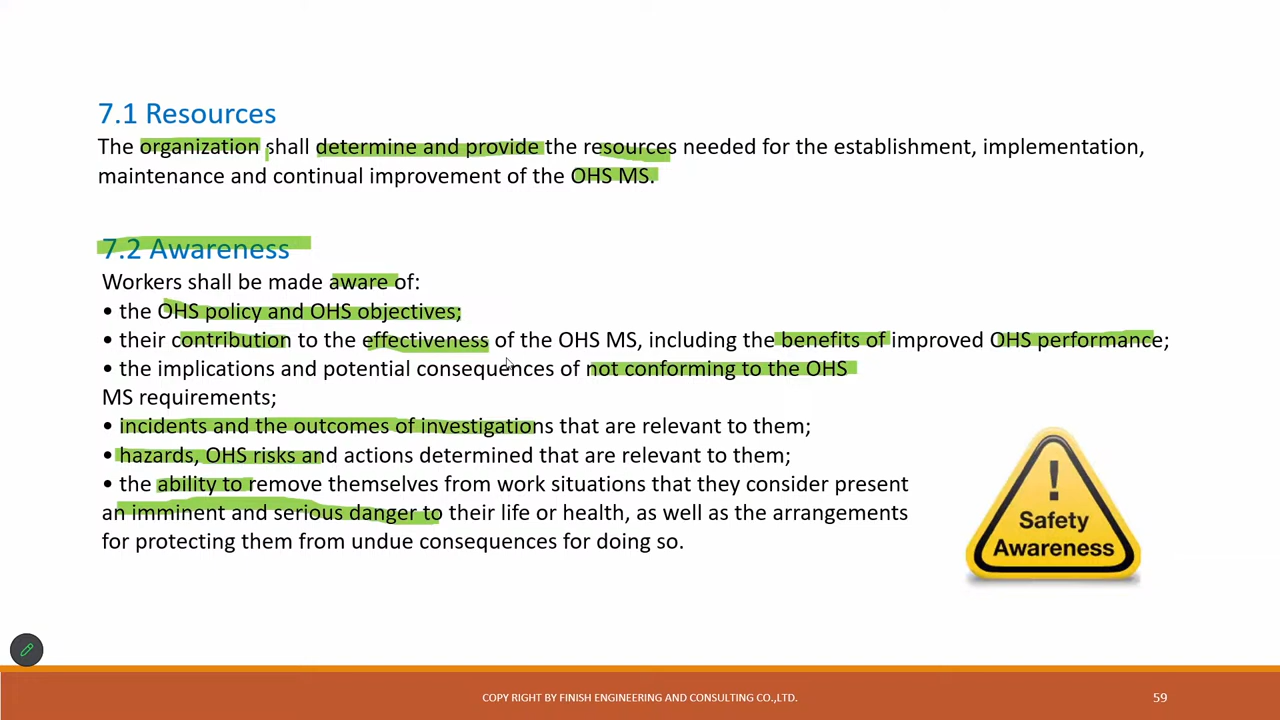 7.1 Resources
The organization shall determine and provide the resources needed for the establishment, implementation,
maintenance and continual improvement of the OHS MS.
7.2 Awareness
Workers shall be made aware of:
• the OHS policy and OHS objectives;
• their contribution to the effectiveness of the OHS MS, including the benefits of improved OHS performance;
• the implications and potential consequences of not conforming to the OHS
MS requirements;
• incidents and the outcomes of investigations that are relevant to them;
• hazards, OHS risks and actions determined that are relevant to them;
• the ability to remove themselves from work situations that they consider present
an imminent and serious danger to their life or health, as well as the arrangements
for protecting them from undue consequences for doing so.
!
Safety
Awareness
COPY RIGHT BY FINISH ENGINEERING AND CONSULTING CO.,LTD.
59